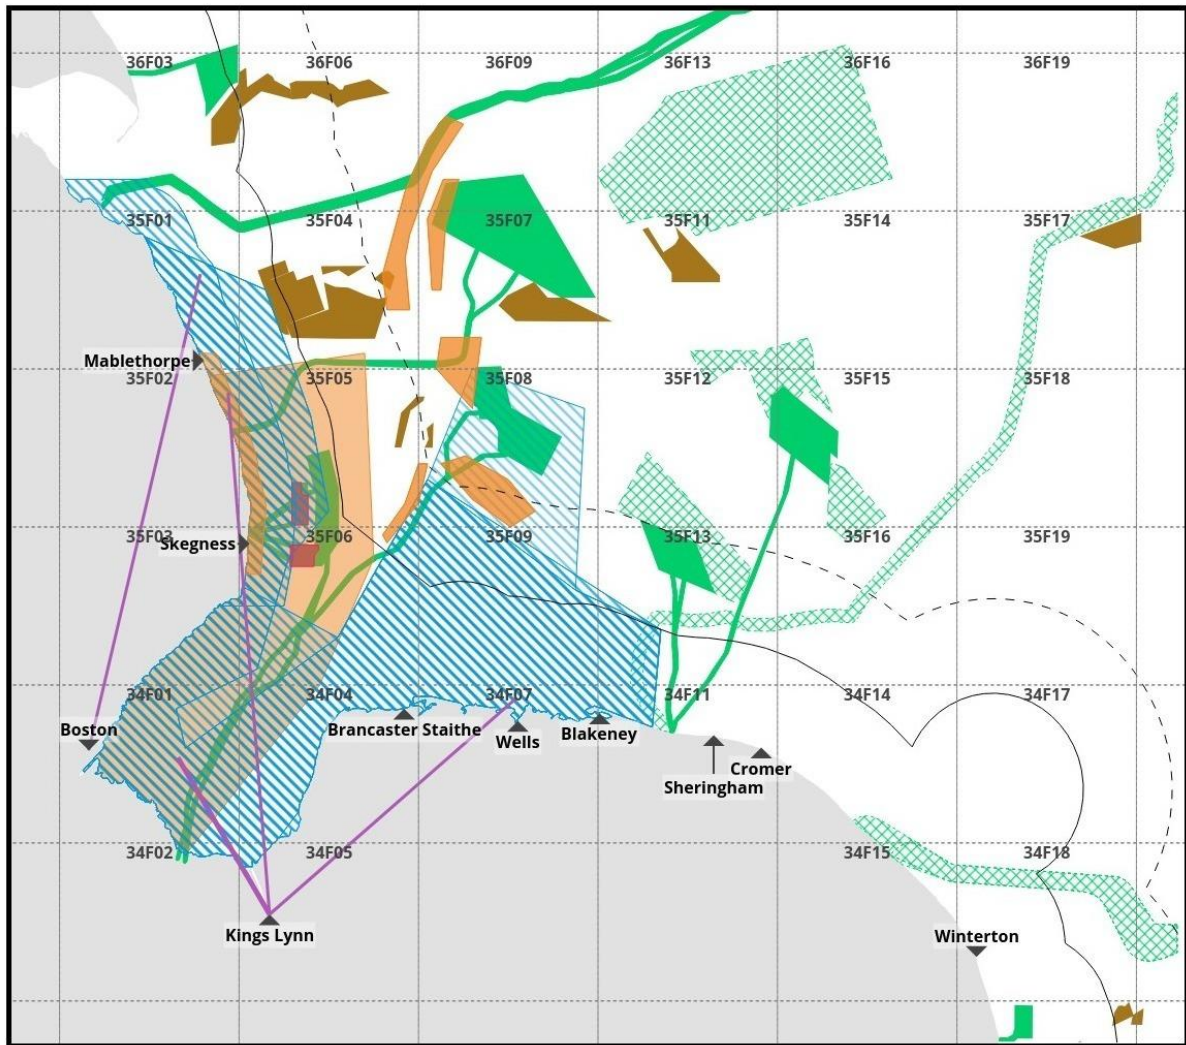 36F03 36F06 36F09 36F13 36F16 36F19
35F01 35F04 35F07 35F11 35F14 35F17
Mablethorpe
35F02 35F05 35F08 35F12 35F15 35F18
35F03 35F06 35F09 35F13 35F16 35F19
Skegness
34F01 34F04 34F07 34F11 34F14 34F17
Boston Brancaster Staithe Wells Blakeney
Cromer
Sheringham
34F02 34F05 34F15 34F18
Kings Lynn Winterton